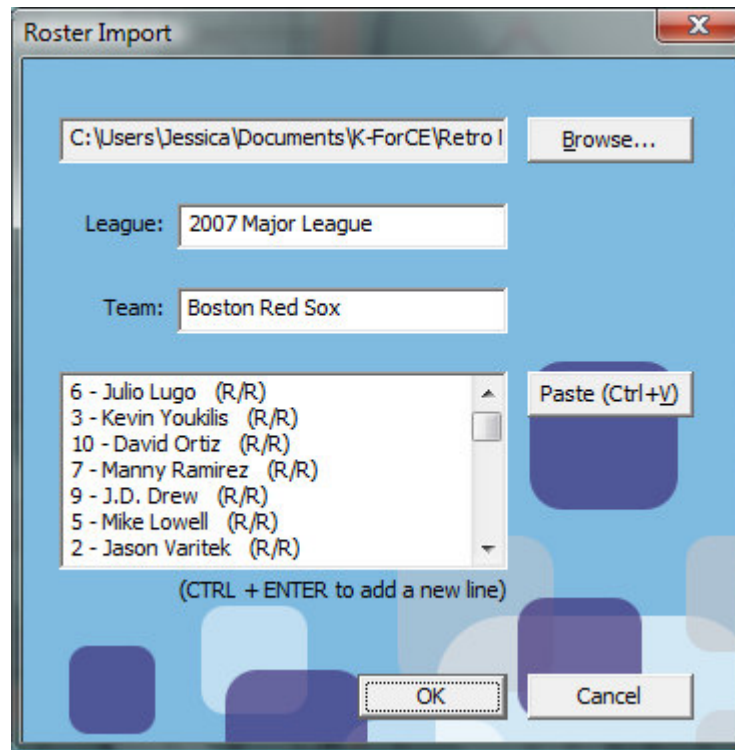 Roster Import
C:\Users\Jessica\Documents\K-ForCE\Retro
Browse...
League: 2007 Major League
Team: Boston Red Sox
6 - Julio Lugo (R/R)
3 - Kevin Youkilis (R/R)
10 - David Ortiz (R/R)
7 - Manny Ramirez (R/R)
9 - J.D. Drew (R/R)
5 - Mike Lowell (R/R)
2 - Jason Varitek (R/R)
Paste (Ctrl+V)
(CTRL + ENTER to add a new line)
OK
Cancel